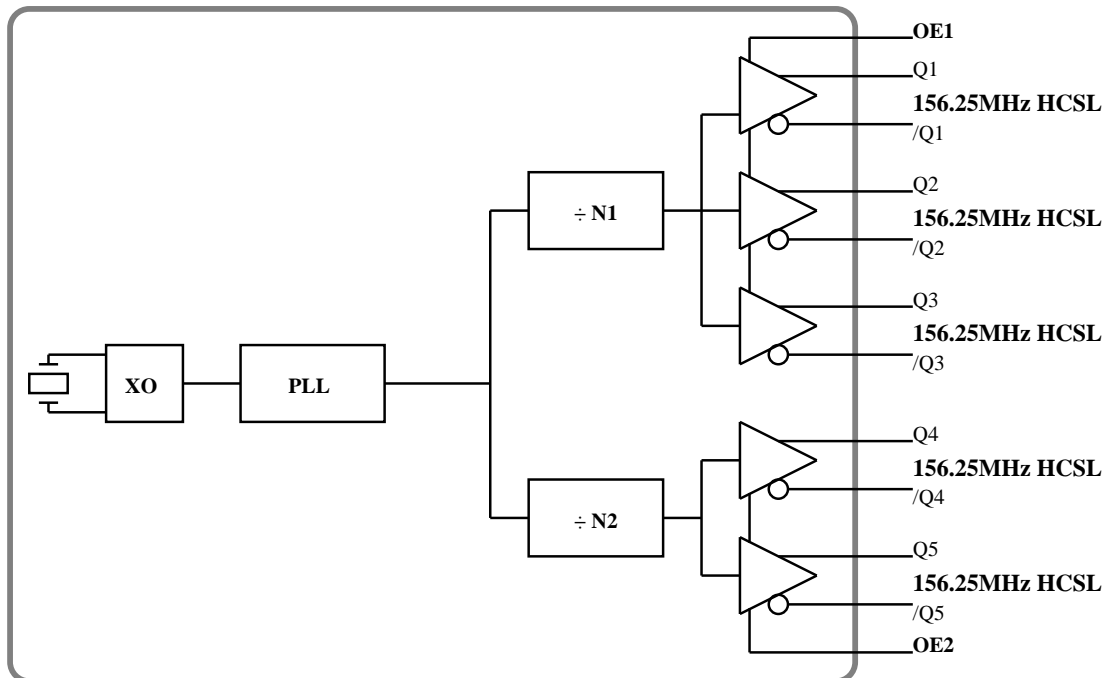 OE1
Q1
156.25MHz HCSL
/Q1
Q2
÷ N1
156.25MHz HCSL
/Q2
Q3
156.25MHz HCSL
/Q3
XO
PLL
Q4
156.25MHz HCSL
/Q4
÷ N2
Q5
156.25MHz HCSL
/Q5
OE2